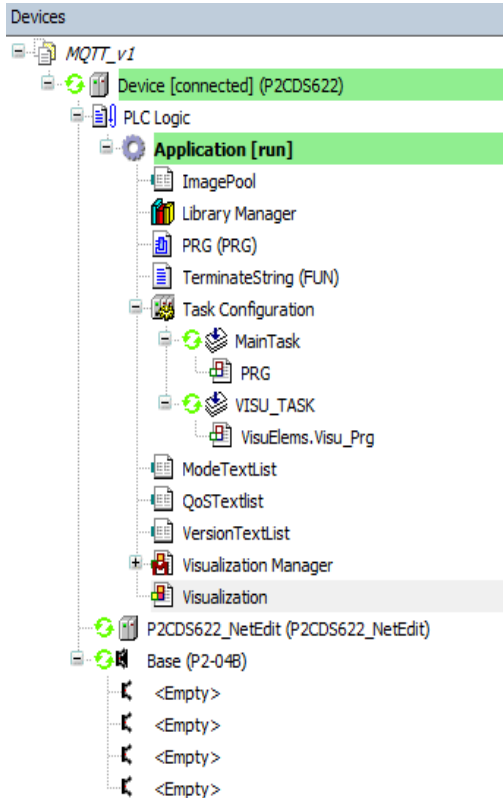 Devices
MQTT_v1
Device [connected] (P2CDS622)
PLC Logic
Application [run]
ImagePool
Library Manager
PRG (PRG)
TerminateString (FUN)
Task Configuration
MainTask
PRG
VISU_TASK
VisuElems.Visu_Prg
ModeTextList
QoSTextlist
VersionTextList
Visualization Manager
Visualization
P2CDS622_NetEdit (P2CDS622_NetEdit)
Base (P2-04B)
<Empty>
<Empty>
<Empty>
<Empty>